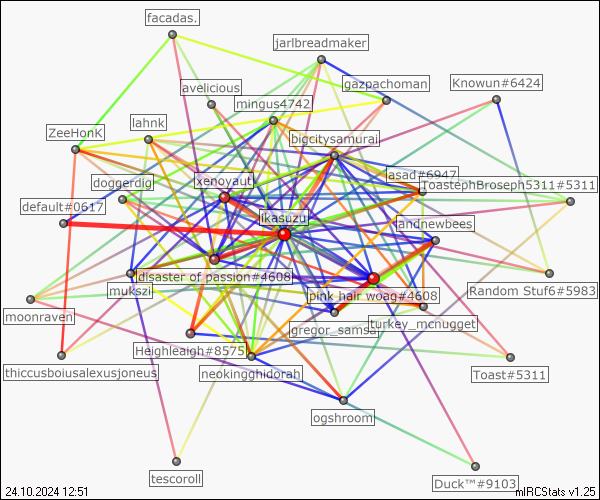 facadas.
jarlbreadmaker
gazpachoman
Knowun#6424
avelicious
mingus4742
lahnk
ZeeHonK
bigcitysamurai
asad#6947
xenoyaut
doggerdig
ToastephBroseph5311#5311
default#0617
ikasuzu
landnewbees
disaster of passion#4608
mukszi
pink hair woag#4608
Random Stuf6#5983
moonraven
gregor_samsa
turkey_mcnugget
Heighleaigh#8575
thiccusboiusalexusjoneus
neokingghidorah
Toast#5311
ogshroom
tescoroll
Duck™#9103
24.10.2024 12:51
mIRCStats v1.25